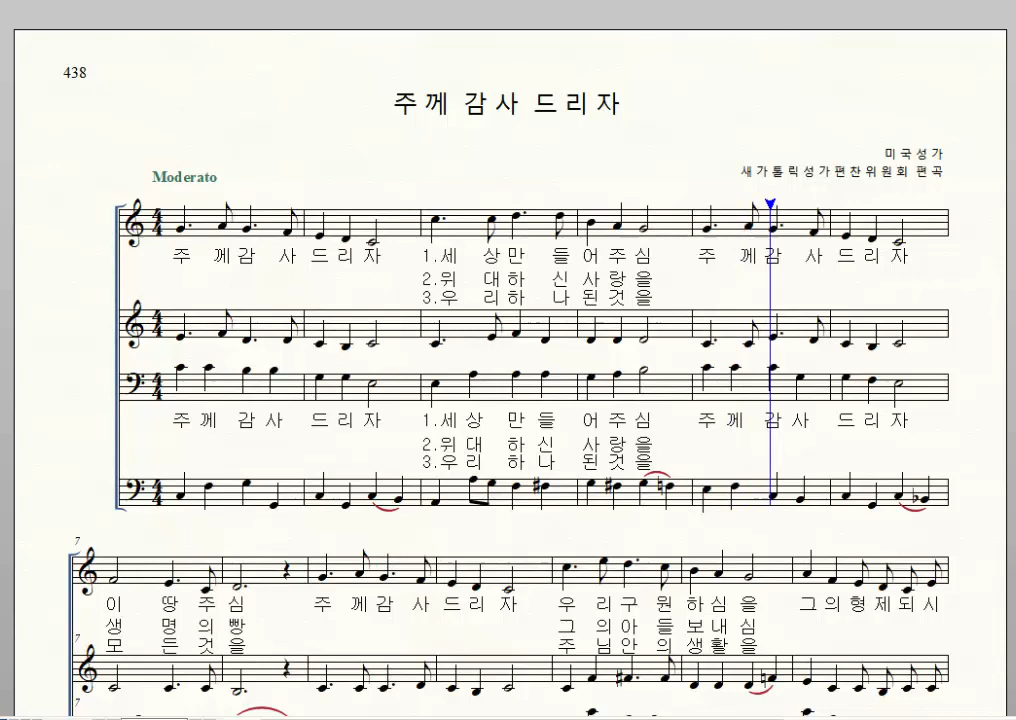 438
주께 감사 드리자
미국성가
새가톨릭성가편찬위원회 편곡
Moderato
주 께감 사 드리자 1.세 상만 들어주심 주 께감 사 드리자
2.위 대하 신사랑을
3.우 리하 나된것을
주께 감사 드리자 1.세상 만들 어주심 주께 감사 드리자
2.위대 하신 사랑을
3.우리 하나 된것을
7
이 땅주심 주 께감 사드리자 우 리구 원하심을 그의형제되시
생 명의빵 그 의아 들보내심
모 든것을 주 님안 의생활을
7
7